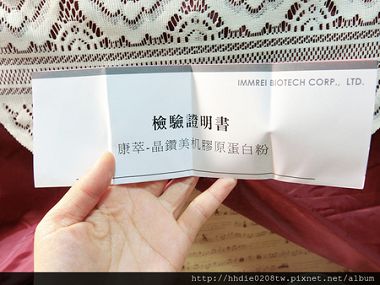 IMMREI BIOTECH CORP., LTD.
檢驗證明書
康萃-晶鑽美肌膠原蛋白粉
http://hhdie0208tw.pixnet.net/album